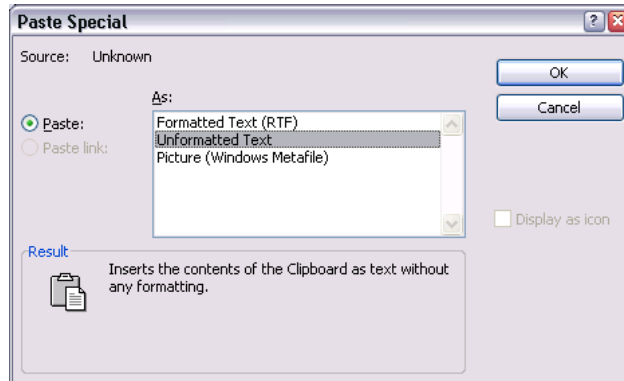 Paste Special
Source: Unknown
OK
Cancel
As:
Paste:
Paste link:
Formatted Text (RTF)
Unformatted Text
Picture (Windows Metafile)
Display as icon
Result
Inserts the contents of the Clipboard as text without
any formatting.